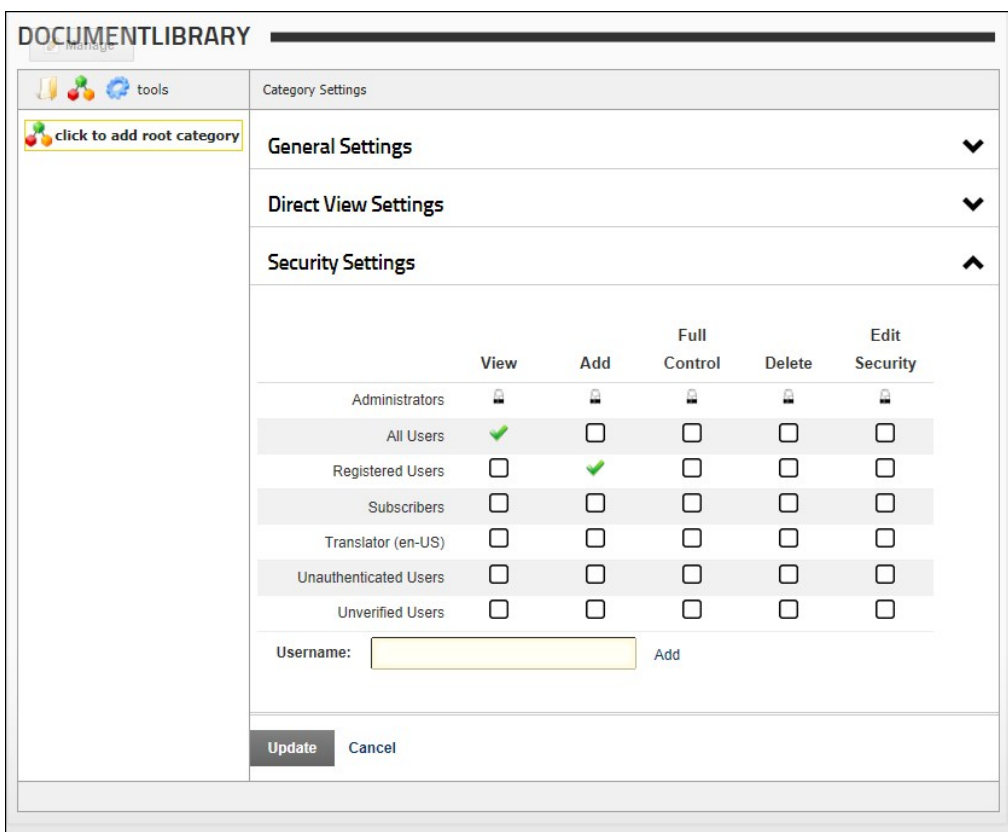 DOCUMENTLIBRARY
Manage
tools
Category Settings
click to add root category
General Settings
Direct View Settings
Security Settings
View Add Full Control Delete Edit Security
Administrators
All Users
Registered Users
Subscribers
Translator (en-US)
Unauthenticated Users
Unverified Users
Username: Add
Update Cancel